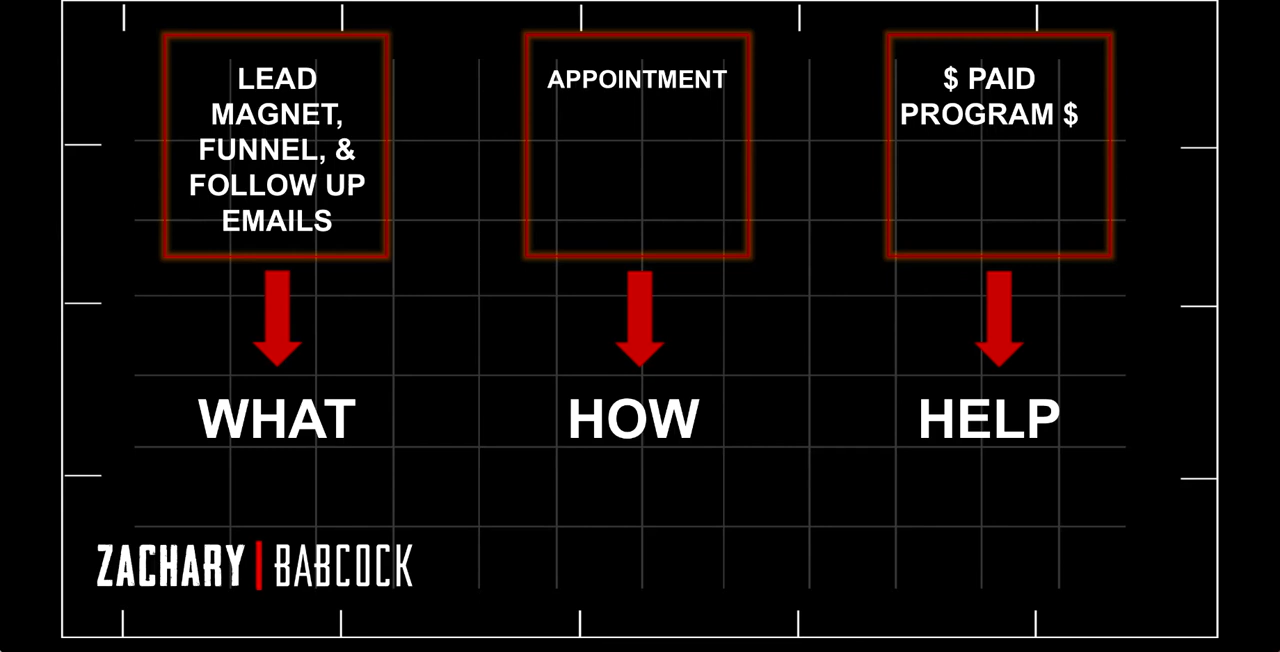 LEAD
MAGNET,
FUNNEL, &
FOLLOW UP
EMAILS
APPOINTMENT
$ PAID
PROGRAM $
WHAT
HOW
HELP
ZACHARY | BABCOCK